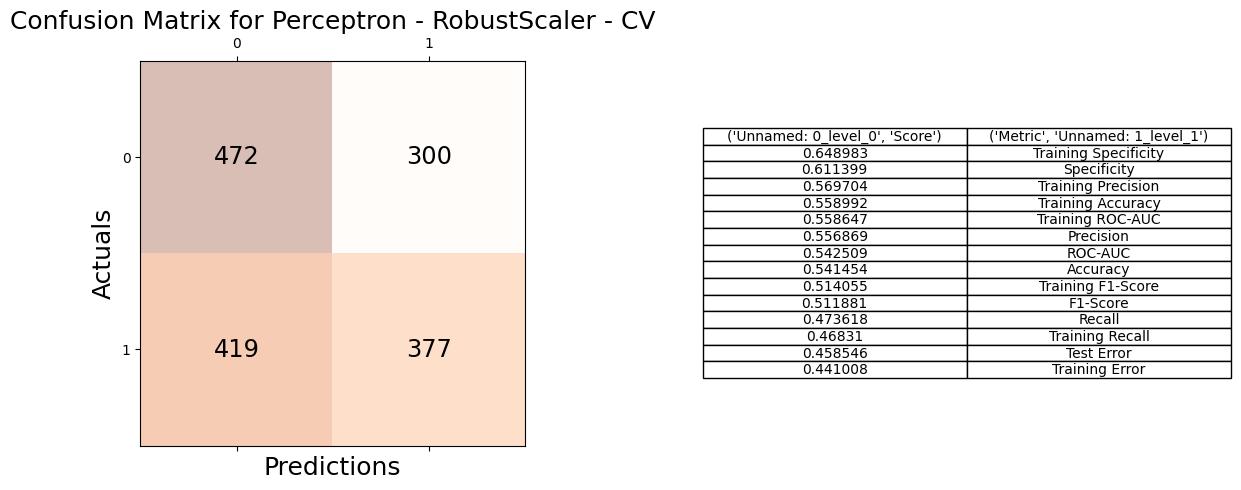 Confusion Matrix for Perceptron - RobustScaler - CV
0 1
0 472 300
1 419 377
Actuals
Predictions
('Unnamed: 0_level_0', 'Score') ('Metric', 'Unnamed: 1_level_1')
0.648983 Training Specificity
0.611399 Specificity
0.569704 Training Precision
0.558992 Training Accuracy
0.558647 Training ROC-AUC
0.556869 Precision
0.542509 ROC-AUC
0.541454 Accuracy
0.514055 Training F1-Score
0.511881 F1-Score
0.473618 Recall
0.46831 Training Recall
0.458546 Test Error
0.441008 Training Error